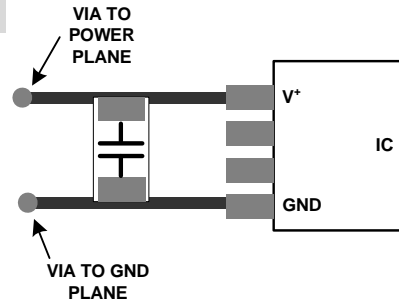 VIA TO
POWER
PLANE
V+
IC
GND
VIA TO GND
PLANE